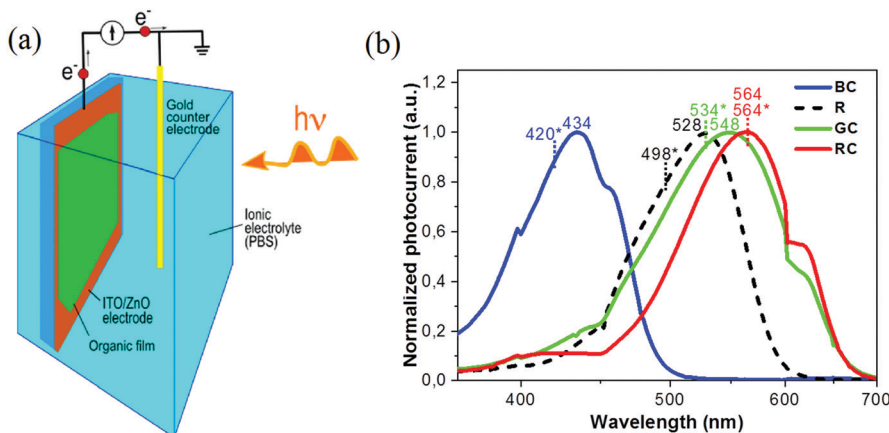 (a)
e-
e-
Gold
counter
electrode
hν
Ionic
electrolyte
(PBS)
ITO/ZnO
electrode
Organic film
(b)
Normalized photocurrent (a.u.)
1,2
1,0
0,8
0,6
0,4
0,2
0,0
420* 434
498*
528
534*
548
564
564*
BC
R
GC
RC
400 500 600 700
Wavelength (nm)